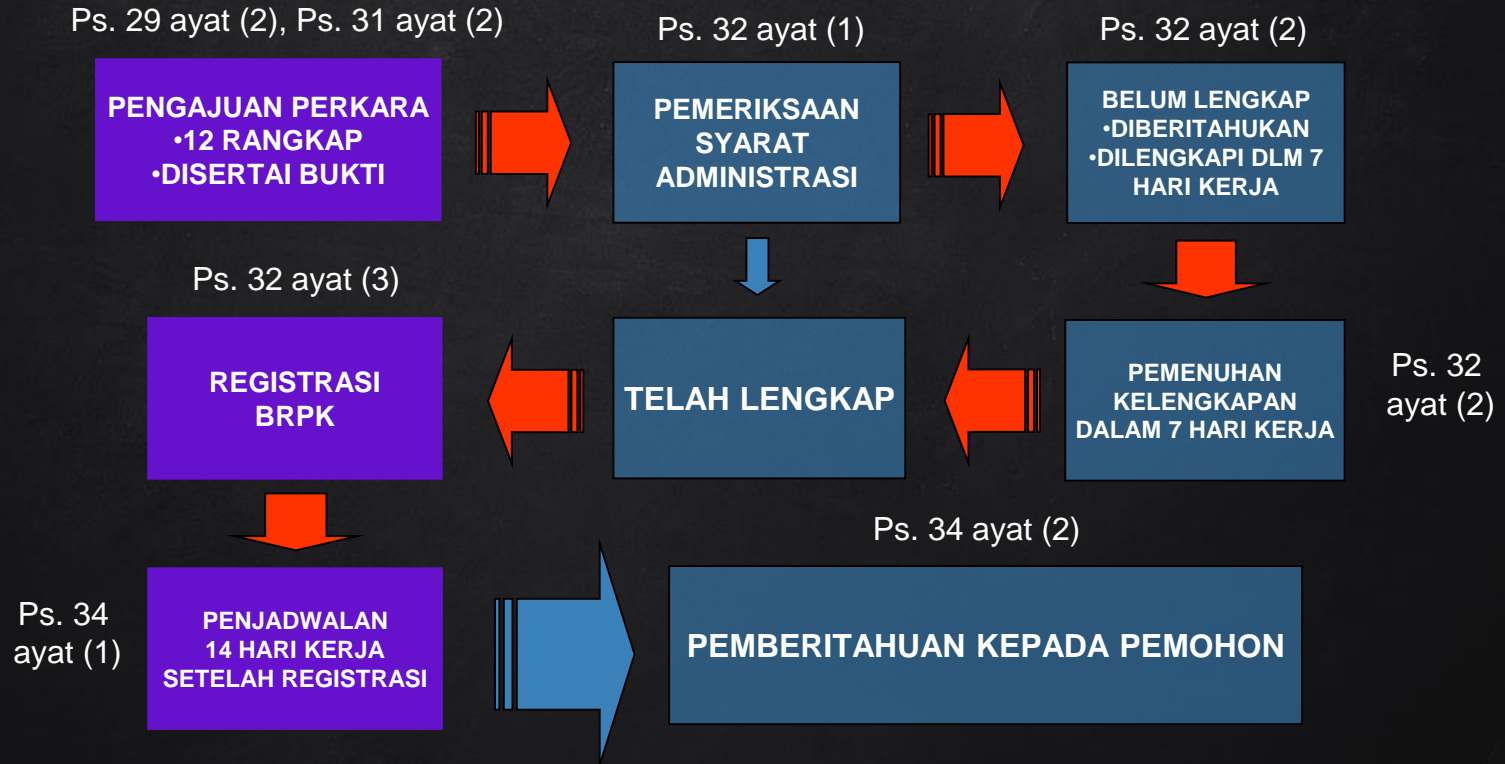 Ps. 29 ayat (2), Ps. 31 ayat (2)
PENGAJUAN PERKARA
•12 RANGKAP
•DISERTAI BUKTI
Ps. 32 ayat (1)
PEMERIKSAAN
SYARAT
ADMINISTRASI
Ps. 32 ayat (2)
BELUM LENGKAP
•DIBERITAHUKAN
•DILENGKAPI DLM 7
HARI KERJA
Ps. 32
ayat (2)
PEMENUHAN
KELENGKAPAN
DALAM 7 HARI KERJA
TELAH LENGKAP
Ps. 32 ayat (3)
REGISTRASI
BRPK
Ps. 34
ayat (1)
PENJADWALAN
14 HARI KERJA
SETELAH REGISTRASI
Ps. 34 ayat (2)
PEMBERITAHUAN KEPADA PEMOHON